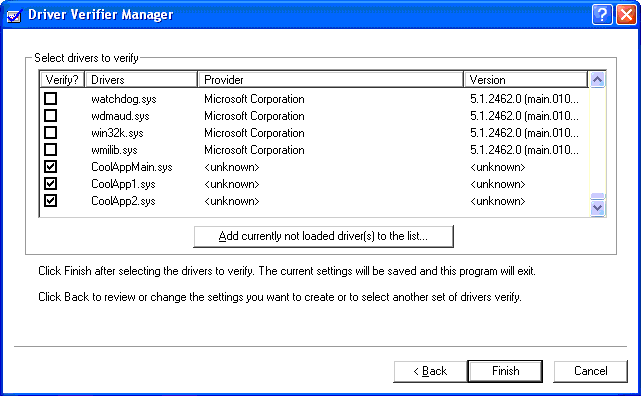 Driver Verifier Manager
Select drivers to verify
Verify? Drivers Provider Version
watchdog.sys Microsoft Corporation 5.1.2462.0 (main.010...
wdmaud.sys Microsoft Corporation 5.1.2462.0 (main.010...
win32k.sys Microsoft Corporation 5.1.2462.0 (main.010...
wmilib.sys Microsoft Corporation 5.1.2462.0 (main.010...
CoolAppMain.sys <unknown> <unknown>
CoolApp1.sys <unknown> <unknown>
CoolApp2.sys <unknown> <unknown>
Add currently not loaded driver(s) to the list...
Click Finish after selecting the drivers to verify. The current settings will be saved and this program will exit.
Click Back to review or change the settings you want to create or to select another set of drivers verify.
< Back Finish Cancel